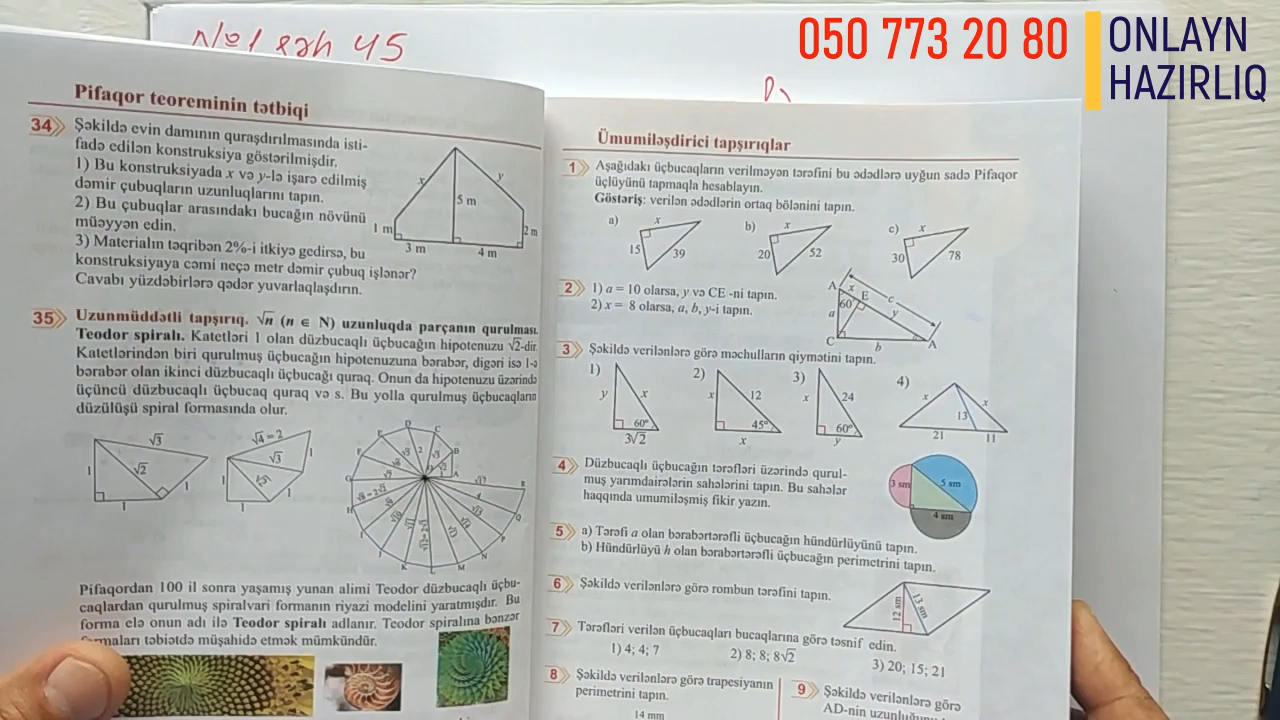 №1 səh 45
050 773 20 80
ONLAYN
HAZIRLIQ
Pifaqor teoreminin tətbiqi
34
Şəkildə evin damının quraşdırılmasında isti-
fadə edilən konstruksiya göstərilmişdir.
1) Bu konstruksiyada x və y-lə işarə edilmiş
dəmir çubuqların uzunluqlarını tapın.
2) Bu çubuqlar arasındakı bucağın növünü
müəyyən edin.
3) Materialın təqribən 2%-i itkiyə gedirsə, bu
konstruksiyaya cəmi neçə metr dəmir çubuq işlənər?
Cavabı yüzdəbirlərə qədər yuvarlaqlaşdırın.
x
y
5 m
1 m
2 m
3 m
4 m
35
Uzunmüddətli tapşırıq. √n (n ∈ N) uzunluqda parçanın qurulması.
Teodor spiralı. Katetləri 1 olan düzbucaqlı üçbucağın hipotenuzu √2-dir.
Katetlərindən biri qurulmuş üçbucağın hipotenuzuna bərabər, digəri isə 1-ə
bərabər olan ikinci düzbucaqlı üçbucağı quraq. Onun da hipotenuzu üzərində
üçüncü düzbucaqlı üçbucaq quraq və s. Bu yolla qurulmuş üçbucaqların
düzülüşü spiral formasında olur.
√3
1
√2
1
1
√4 = 2
√3
1
1
√2
1
1
Pifaqordan 100 il sonra yaşamış yunan alimi Teodor düzbucaqlı üçbu-
caqlardan qurulmuş spiralvari formanın riyazi modelini yaratmışdır. Bu
forma elə onun adı ilə Teodor spiralı adlanır. Teodor spiralına bənzər
formaları təbiətdə müşahidə etmək mümkündür.
Ümumiləşdirici tapşırıqlar
1
Aşağıdakı üçbucaqların verilməyən tərəfini bu ədədlərə uyğun sadə Pifaqor
üçlüyünü tapmaqla hesablayın.
Göstəriş: verilən ədədlərin ortaq bölənini tapın.
a)
x
15
39
b)
x
20
52
c)
x
30
78
2
1) a = 10 olarsa, y və CE -ni tapın.
2) x = 8 olarsa, a, b, y-i tapın.
A
x
E
c
60°
y
a
C
b
A
3
Şəkildə verilənlərə görə məchulların qiymətini tapın.
1)
y
x
60°
3√2
2)
x
12
45°
x
3)
x
24
60°
y
4)
x
x
13
21
11
4
Düzbucaqlı üçbucağın tərəfləri üzərində qurul-
muş yarımdairələrin sahələrini tapın. Bu sahələr
haqqında umumiləşmiş fikir yazın.
3 sm
5 sm
4 sm
5
a) Tərəfi a olan bərabərtərəfli üçbucağın hündürlüyünü tapın.
b) Hündürlüyü h olan bərabərtərəfli üçbucağın perimetrini tapın.
6
Şəkildə verilənlərə görə rombun tərəfini tapın.
12 sm
13 sm
7
Tərəfləri verilən üçbucaqları bucaqlarına görə təsnif edin.
1) 4; 4; 7
2) 8; 8; 8√2
3) 20; 15; 21
8
Şəkildə verilənlərə görə trapesiyanın
perimetrini tapın.
14 mm
9
Şəkildə verilənlərə görə
AD-nin uzunluğunu